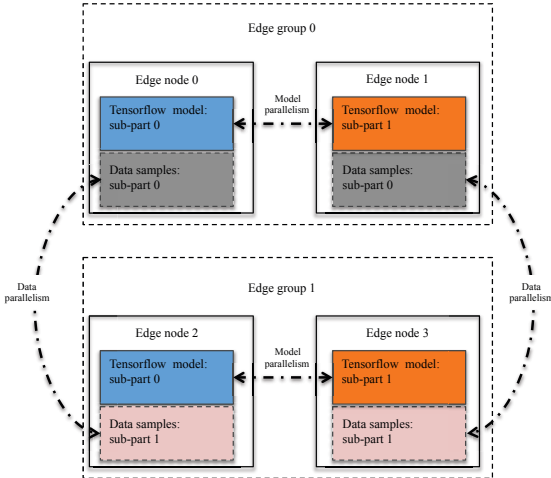 Edge group 0
Edge node 0
Edge node 1
Tensorflow model:
sub-part 0
Model
parallelism
Tensorflow model:
sub-part 1
Data samples:
sub-part 0
Data samples:
sub-part 0
Data
parallelism
Data
parallelism
Edge group 1
Edge node 2
Edge node 3
Tensorflow model:
sub-part 0
Model
parallelism
Tensorflow model:
sub-part 1
Data samples:
sub-part 1
Data samples:
sub-part 1